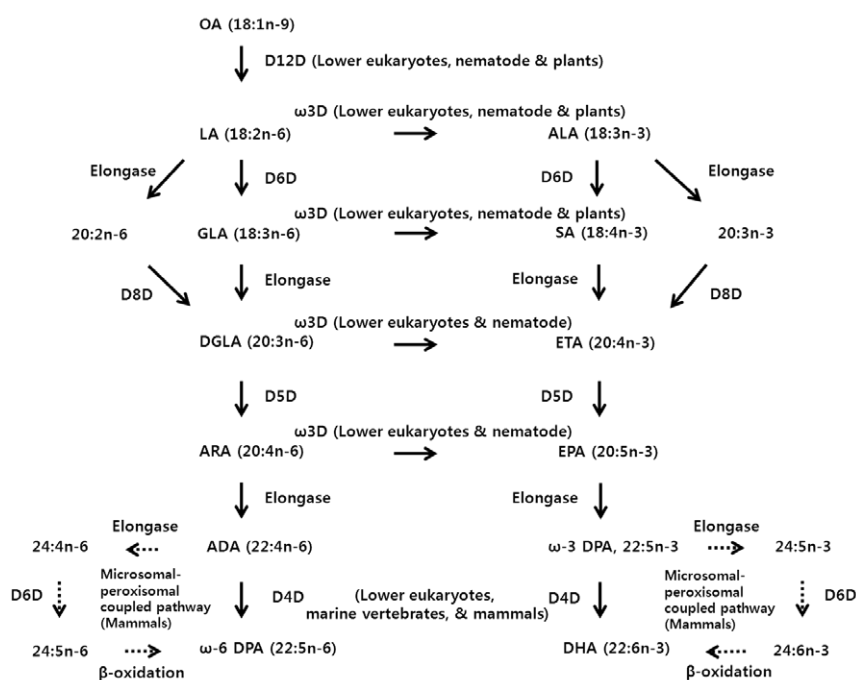 OA (18:1n-9)
D12D (Lower eukaryotes, nematode & plants)
ω3D (Lower eukaryotes, nematode & plants)
LA (18:2n-6) ALA (18:3n-3)
Elongase D6D D6D Elongase
ω3D (Lower eukaryotes, nematode & plants)
20:2n-6 GLA (18:3n-6) SA (18:4n-3) 20:3n-3
D8D Elongase Elongase D8D
ω3D (Lower eukaryotes & nematode)
DGLA (20:3n-6) ETA (20:4n-3)
D5D D5D
ω3D (Lower eukaryotes & nematode)
ARA (20:4n-6) EPA (20:5n-3)
Elongase Elongase
Elongase Elongase
24:4n-6 ADA (22:4n-6) ω-3 DPA, 22:5n-3 24:5n-3
D6D
Microsomal-
peroxisomal
coupled pathway
(Mammals)
D4D
(Lower eukaryotes,
marine vertebrates, & mammals)
D4D
Microsomal-
peroxisomal
coupled pathway
(Mammals)
D6D
24:5n-6 ω-6 DPA (22:5n-6) DHA (22:6n-3) 24:6n-3
β-oxidation β-oxidation